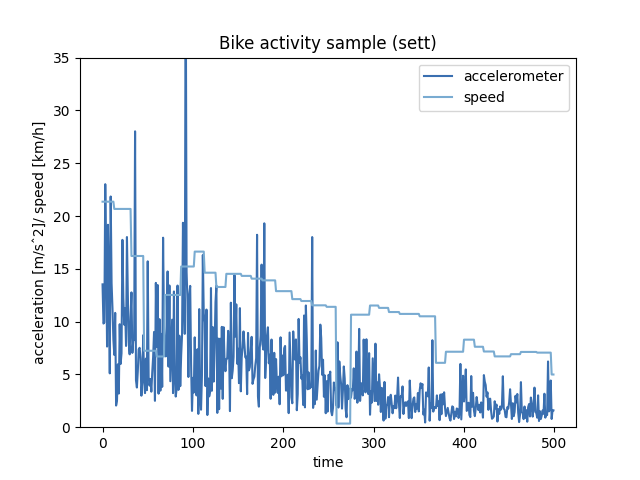 Bike activity sample (sett)
accelerometer
speed
35
30
25
20
15
10
5
0
acceleration [m/s^2]/ speed [km/h]
0 100 200 300 400 500
time